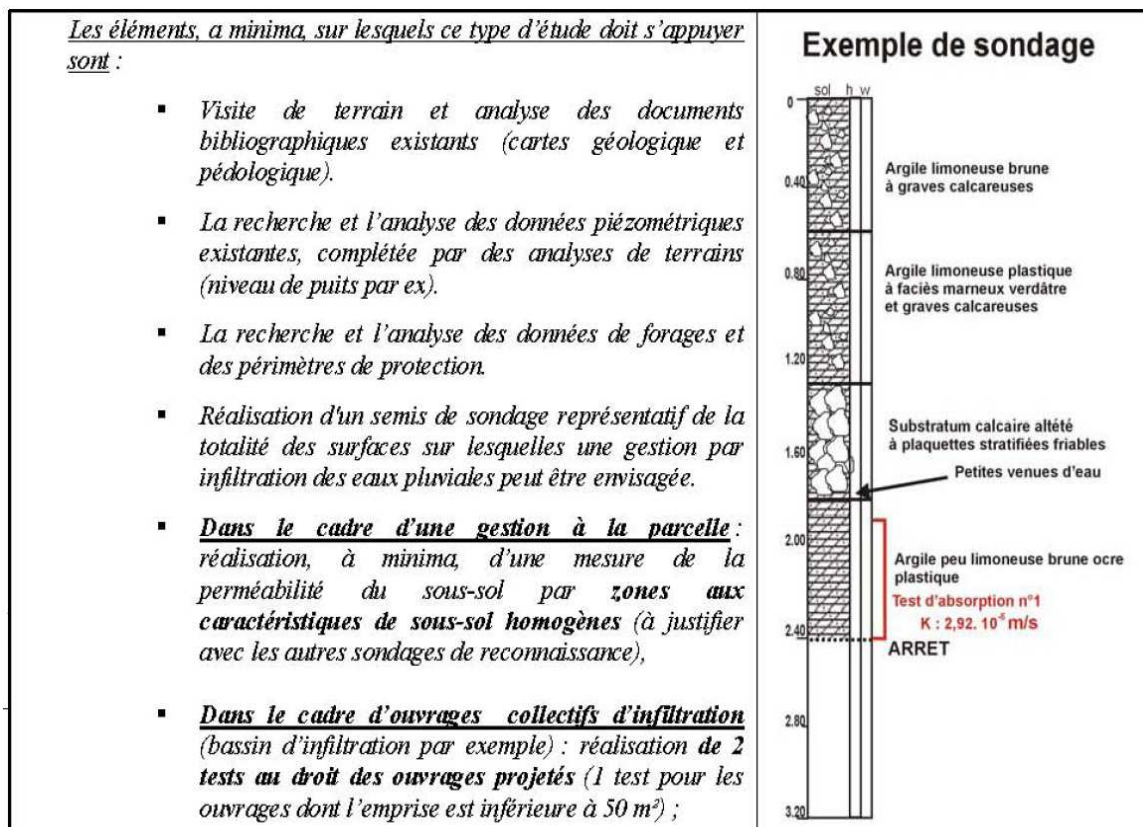 Les éléments, a minima, sur lesquels ce type d'étude doit s'appuyer
sont :
▪ Visite de terrain et analyse des documents
bibliographiques existants (cartes géologique et
pédologique).
▪ La recherche et l'analyse des données piézométriques
existantes, complétée par des analyses de terrains
(niveau de puits par ex).
▪ La recherche et l'analyse des données de forages et
des périmètres de protection.
▪ Réalisation d'un semis de sondage représentatif de la
totalité des surfaces sur lesquelles une gestion par
infiltration des eaux pluviales peut être envisagée.
▪ Dans le cadre d'une gestion à la parcelle :
réalisation, à minima, d'une mesure de la
perméabilité du sous-sol par zones aux
caractéristiques de sous-sol homogènes (à justifier
avec les autres sondages de reconnaissance),
▪ Dans le cadre d'ouvrages collectifs d'infiltration
(bassin d'infiltration par exemple) : réalisation de 2
tests au droit des ouvrages projetés (1 test pour les
ouvrages dont l'emprise est inférieure à 50 m²) ;
Exemple de sondage
sol h w
0
Argile limoneuse brune
à graves calcareuses
0.40
Argile limoneuse plastique
à faciès marneux verdâtre
et graves calcareuses
0.80
1.20
Substratum calcaire altété
à plaquettes stratifiées friables
1.60
Petites venues d'eau
2.00
Argile peu limoneuse brune ocre
plastique
Test d'absorption n°1
K : 2,92. 10⁻⁶ m/s
2.40
ARRET
2.80
3.20